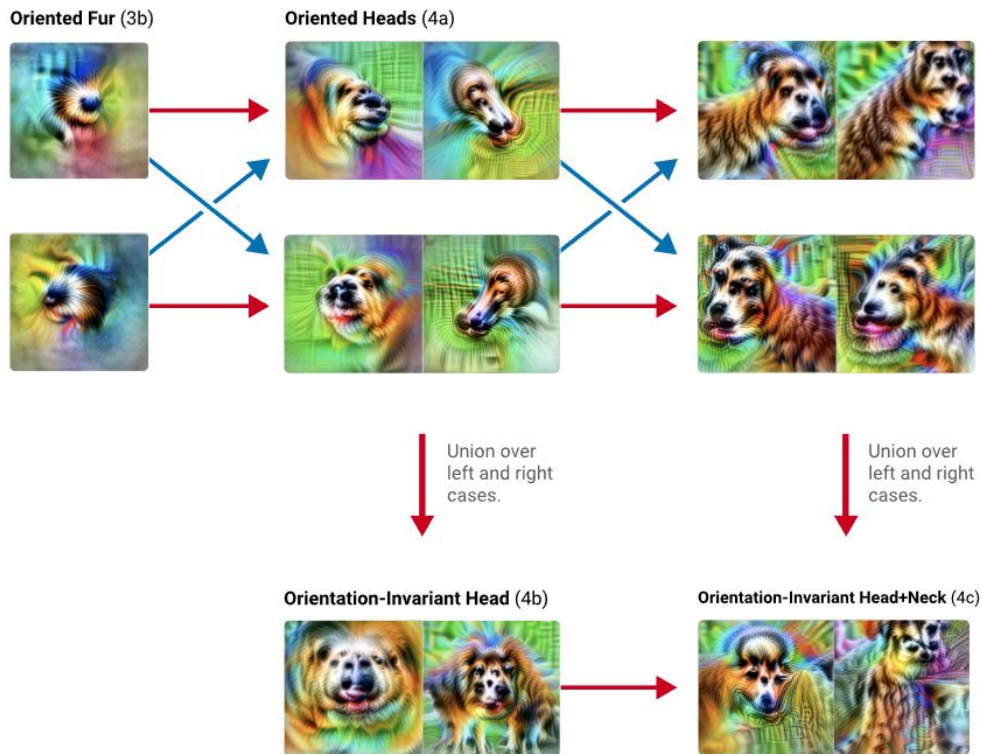 Oriented Fur (3b)
Oriented Heads (4a)
Union over
left and right
cases.
Union over
left and right
cases.
Orientation-Invariant Head (4b)
Orientation-Invariant Head+Neck (4c)